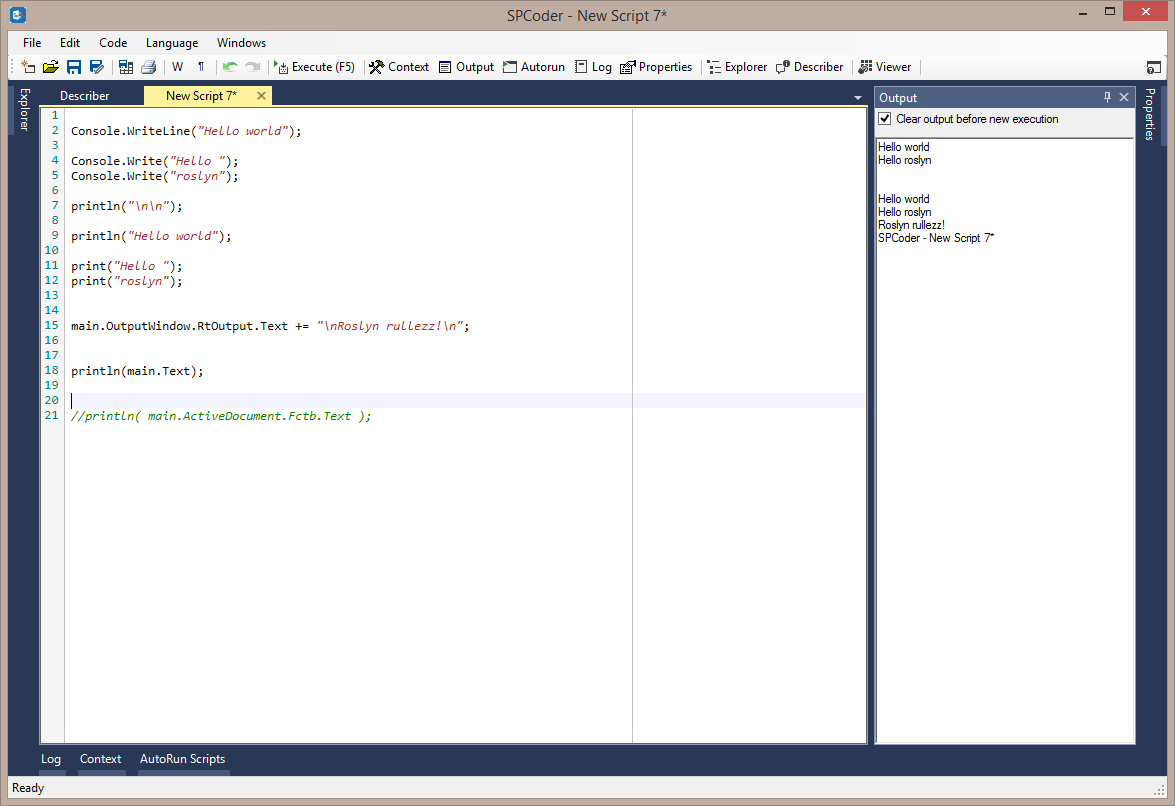 SPCoder - New Script 7*
File Edit Code Language Windows
W ¶ Execute (F5) Context Output Autorun Log Properties Explorer Describer Viewer
Explorer
Describer New Script 7*
1
2 Console.WriteLine("Hello world");
3
4 Console.Write("Hello ");
5 Console.Write("roslyn");
6
7 println("\n\n");
8
9 println("Hello world");
10
11 print("Hello ");
12 print("roslyn");
13
14
15 main.OutputWindow.RtOutput.Text += "\nRoslyn rullezz!\n";
16
17
18 println(main.Text);
19
20
21 //println( main.ActiveDocument.Fctb.Text );
Output
Clear output before new execution
Hello world
Hello roslyn
Hello world
Hello roslyn
Roslyn rullezz!
SPCoder - New Script 7*
Properties
Log Context AutoRun Scripts
Ready